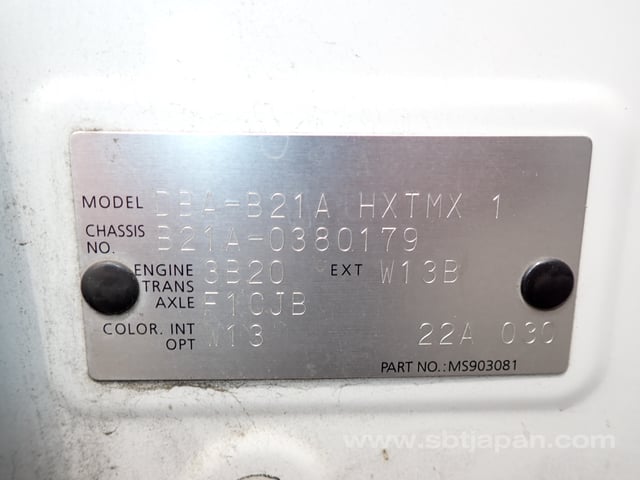 MODEL DBA-B21A HXTMX 1
CHASSIS NO. B21A-0380179
ENGINE 3B20 EXT W13B
TRANS AXLE F1CJB
COLOR. INT OPT W13 22A 030
PART NO.:MS903081
www.sbtjapan.com